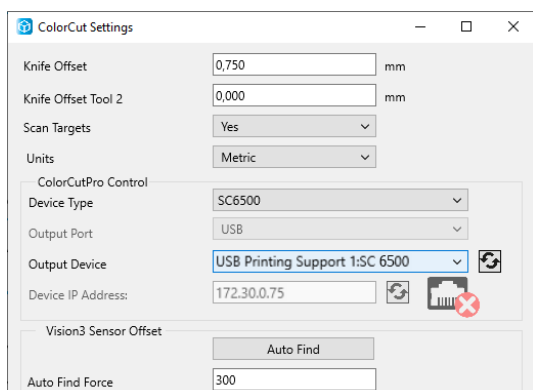 ColorCut Settings
Knife Offset 0,750 mm
Knife Offset Tool 2 0,000 mm
Scan Targets Yes
Units Metric
ColorCutPro Control
Device Type SC6500
Output Port USB
Output Device USB Printing Support 1:SC 6500
Device IP Address: 172.30.0.75
Vision3 Sensor Offset
Auto Find
Auto Find Force 300